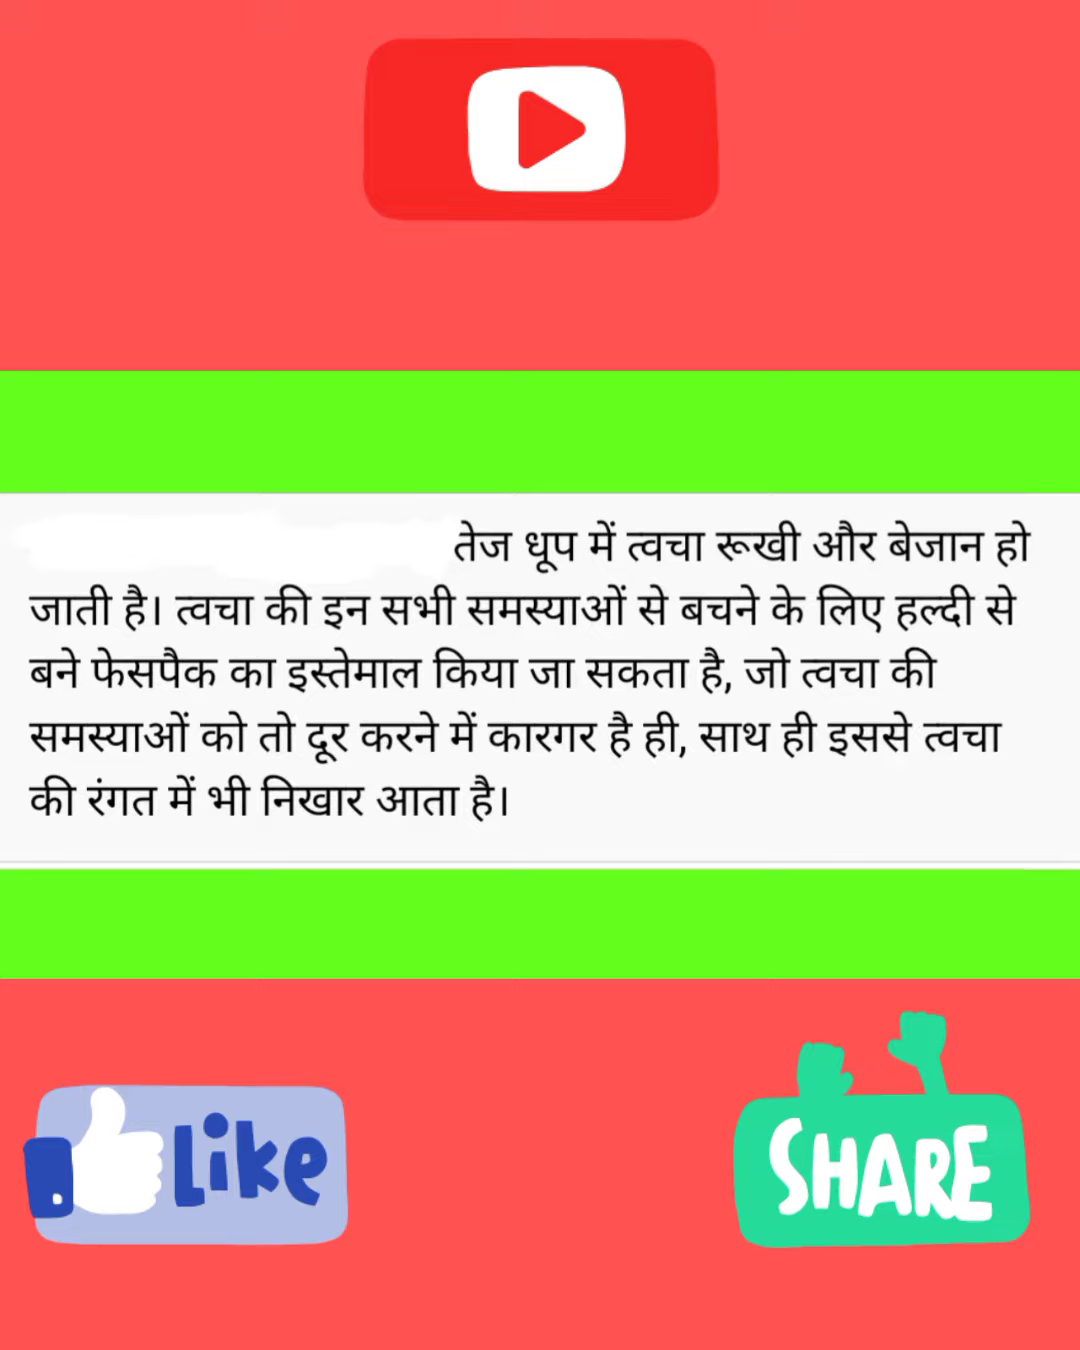 तेज धूप में त्वचा रूखी और बेजान हो
जाती है। त्वचा की इन सभी समस्याओं से बचने के लिए हल्दी से
बने फेसपैक का इस्तेमाल किया जा सकता है, जो त्वचा की
समस्याओं को तो दूर करने में कारगर है ही, साथ ही इससे त्वचा
की रंगत में भी निखार आता है।
Like
SHARE